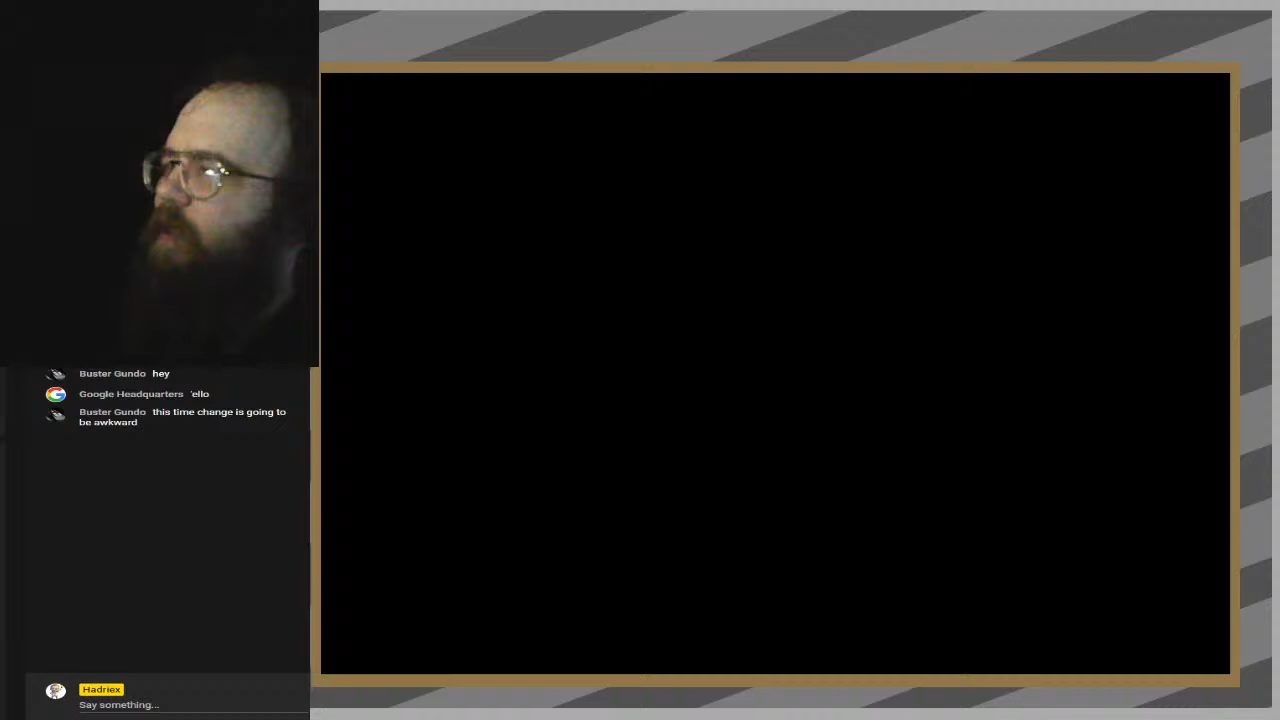 Buster Gundo hey
Google Headquarters 'ello
Buster Gundo this time change is going to
be awkward
Hadriex
Say something...